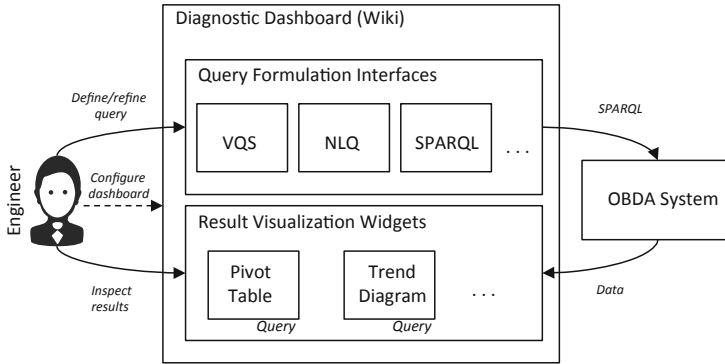 Diagnostic Dashboard (Wiki)
Query Formulation Interfaces
Define/refine
query
SPARQL
VQS
NLQ
SPARQL
. . .
Engineer
Configure
dashboard
OBDA System
Result Visualization Widgets
Pivot
Table
Trend
Diagram
. . .
Inspect
results
Query
Query
Data